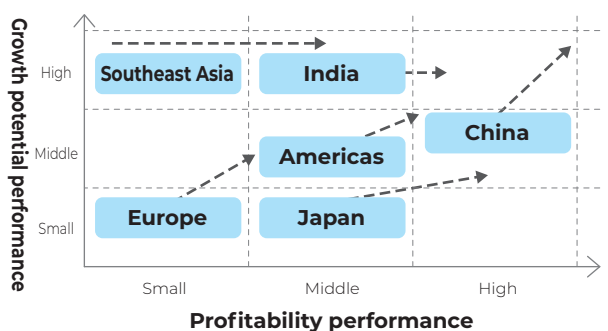 Growth potential performance
High
Southeast Asia
India
Middle
Americas
China
Small
Europe
Japan
Small
Middle
High
Profitability performance